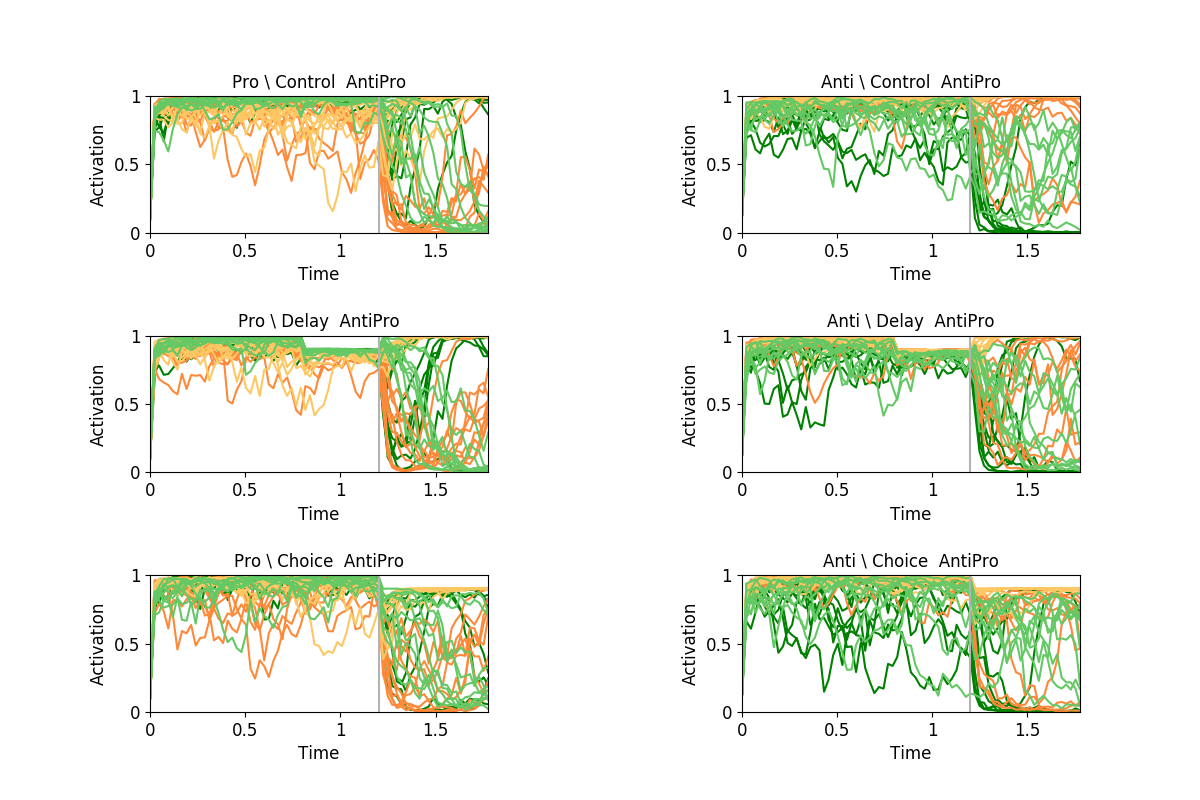 Pro \ Control  AntiPro
Activation
1
0.5
0
0
0.5
1
1.5
Time
Anti \ Control  AntiPro
Activation
1
0.5
0
0
0.5
1
1.5
Time
Pro \ Delay  AntiPro
Activation
1
0.5
0
0
0.5
1
1.5
Time
Anti \ Delay  AntiPro
Activation
1
0.5
0
0
0.5
1
1.5
Time
Pro \ Choice  AntiPro
Activation
1
0.5
0
0
0.5
1
1.5
Time
Anti \ Choice  AntiPro
Activation
1
0.5
0
0
0.5
1
1.5
Time